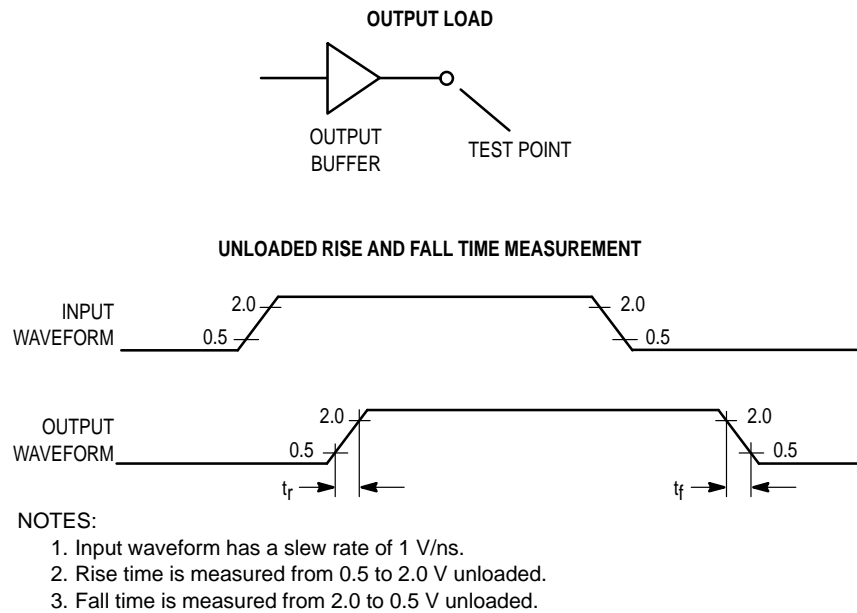 OUTPUT LOAD
OUTPUT
BUFFER
TEST POINT
UNLOADED RISE AND FALL TIME MEASUREMENT
INPUT
WAVEFORM
2.0
0.5
2.0
0.5
OUTPUT
WAVEFORM
2.0
0.5
2.0
0.5
tr
tf
NOTES:
1. Input waveform has a slew rate of 1 V/ns.
2. Rise time is measured from 0.5 to 2.0 V unloaded.
3. Fall time is measured from 2.0 to 0.5 V unloaded.